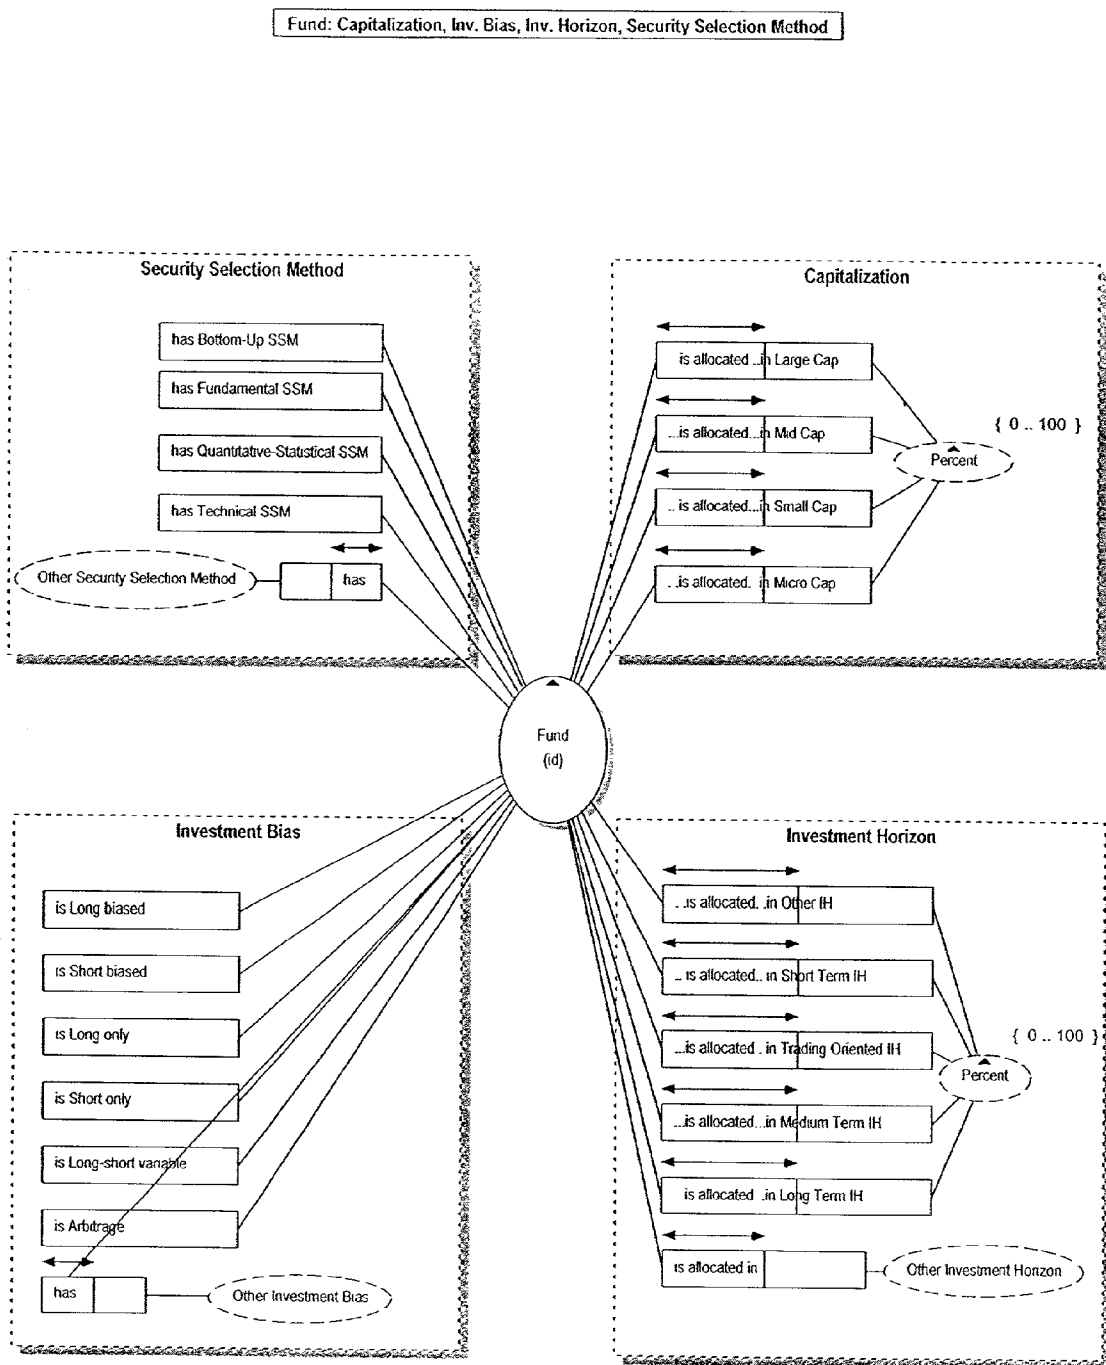 Fund: Capitalization, Inv. Bias, Inv. Horizon, Security Selection Method
Security Selection Method
has Bottom-Up SSM
has Fundamental SSM
has Quantitative-Statistical SSM
has Technical SSM
Other Security Selection Method
has
Capitalization
is allocated ..in Large Cap
...is allocated...in Mid Cap
.. is allocated...in Small Cap
...is allocated. in Micro Cap
{ 0 .. 100 }
Percent
Fund
(id)
Investment Bias
is Long biased
is Short biased
is Long only
is Short only
is Long-short variable
is Arbitrage
has
Other Investment Bias
Investment Horizon
...is allocated...in Other IH
... is allocated.. in Short Term IH
...is allocated . in Trading Oriented IH
...is allocated...in Medium Term IH
is allocated ..in Long Term IH
is allocated in
Other Investment Horizon
{ 0 .. 100 }
Percent